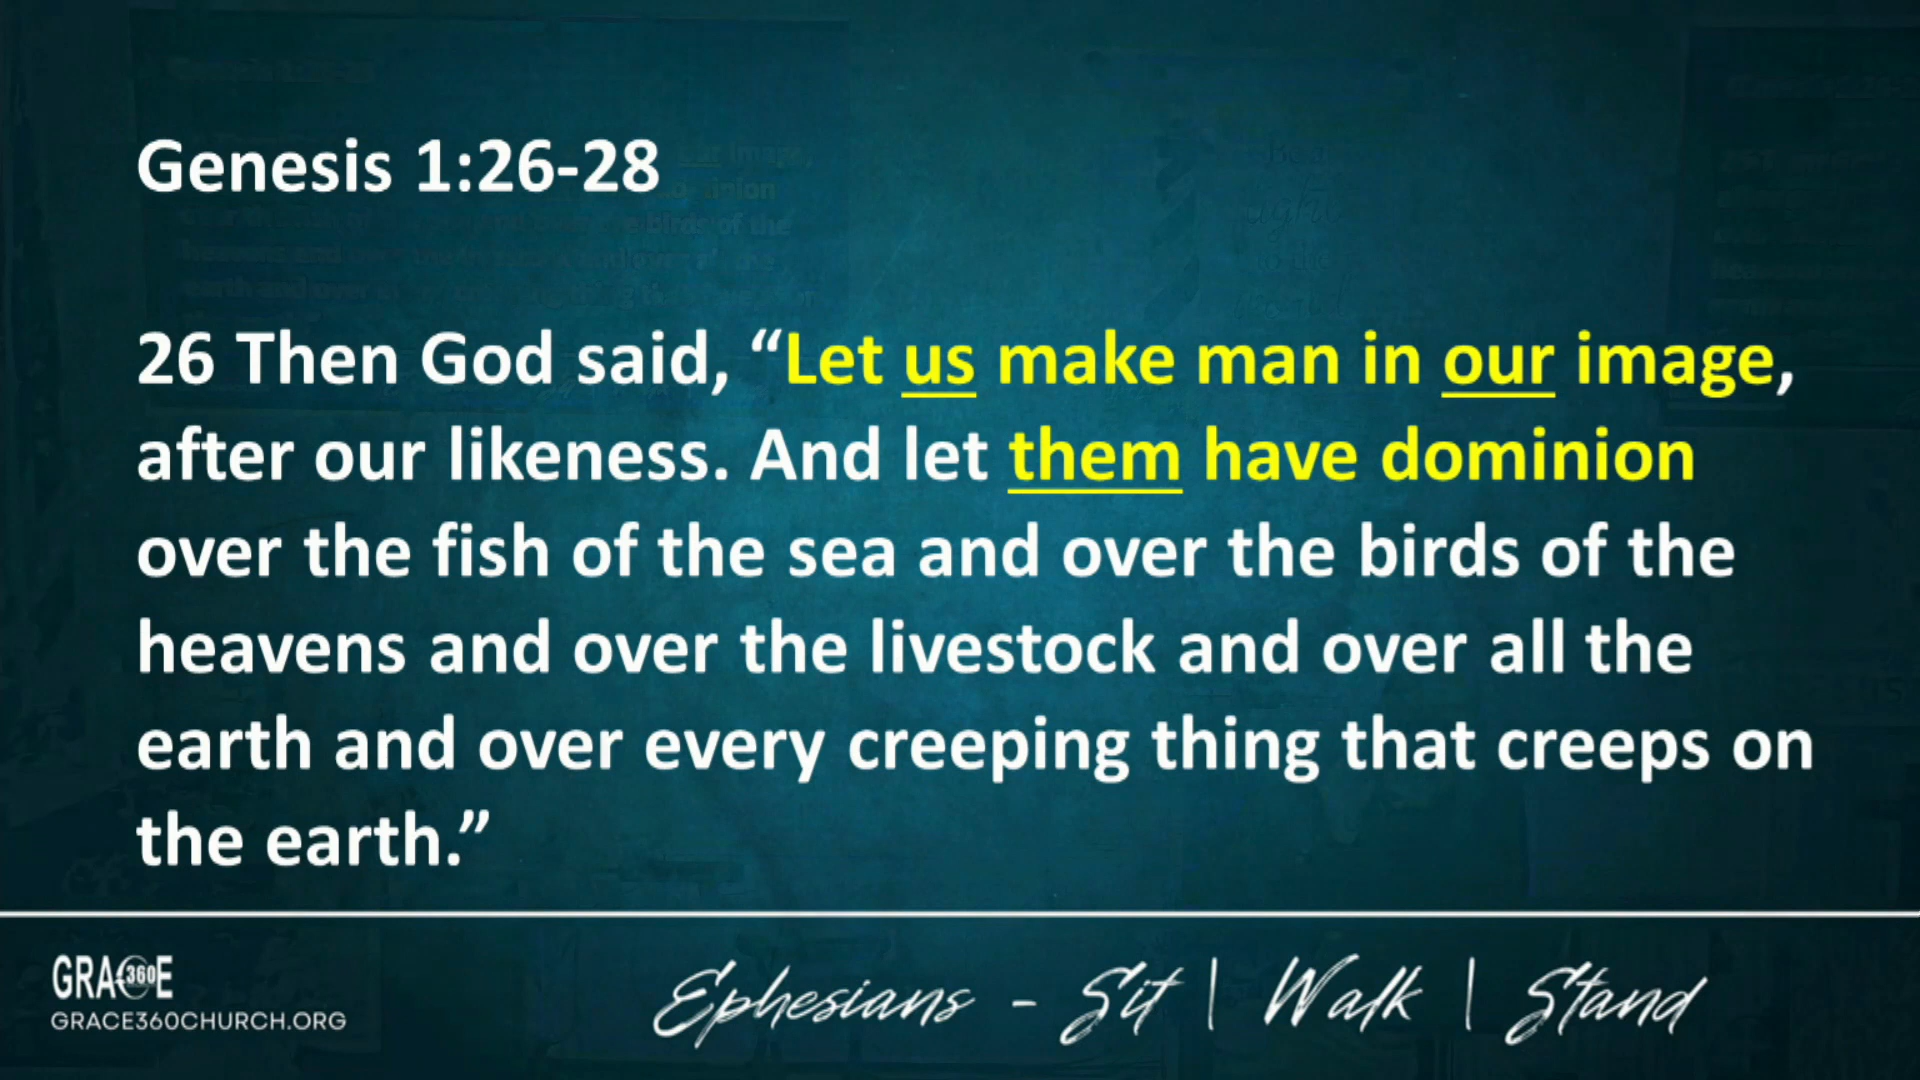 Genesis 1:26-28
26 Then God said, “Let us make man in our image,
after our likeness. And let them have dominion
over the fish of the sea and over the birds of the
heavens and over the livestock and over all the
earth and over every creeping thing that creeps on
the earth.”
GRACE 360
GRACE360CHURCH.ORG
Ephesians - Sit | Walk | Stand